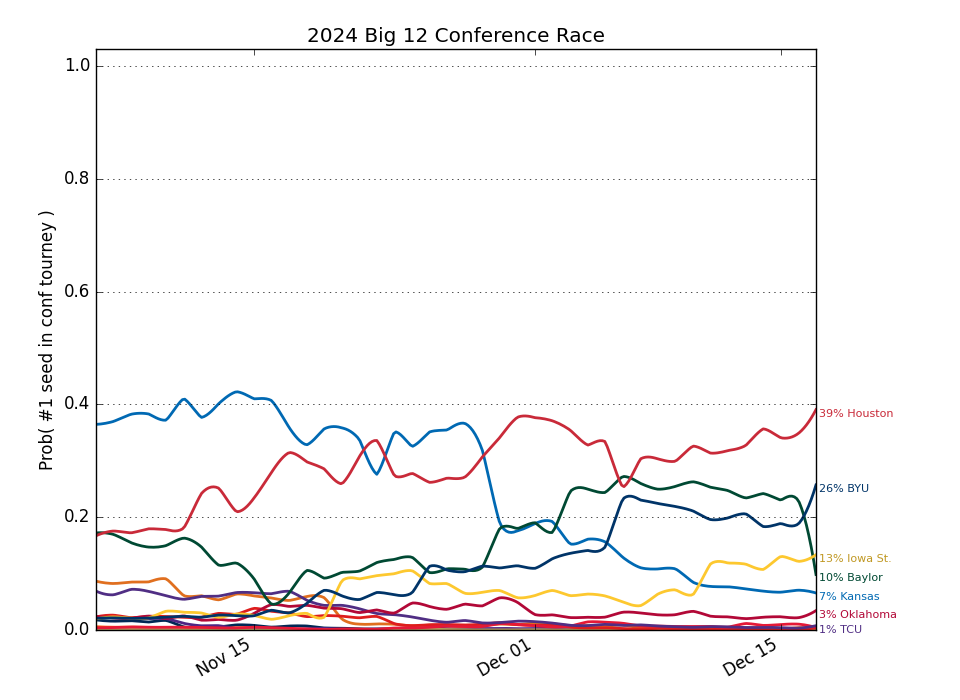 2024 Big 12 Conference Race
Prob( #1 seed in conf tourney )
1.0
0.8
0.6
0.4
0.2
0.0
Nov 15
Dec 01
Dec 15
39% Houston
26% BYU
13% Iowa St.
10% Baylor
7% Kansas
3% Oklahoma
1% TCU